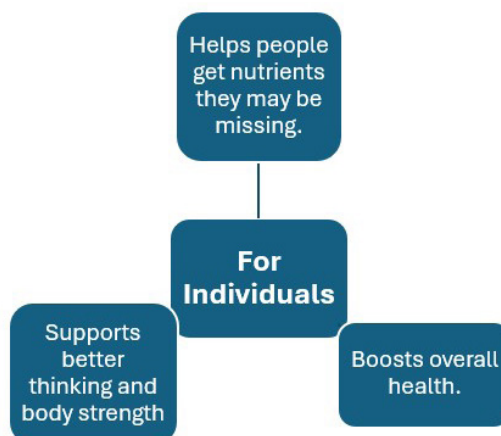 Helps people
get nutrients
they may be
missing.
For
Individuals
Supports
better
thinking and
body strength
Boosts overall
health.